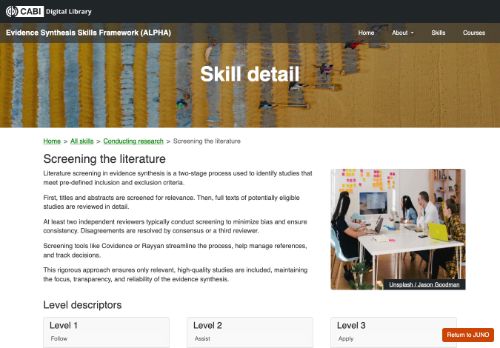 CABI Digital Library
Evidence Synthesis Skills Framework (ALPHA)
Home About Skills Courses
Skill detail
Home > All skills > Conducting research > Screening the literature
Screening the literature
Literature screening in evidence synthesis is a two-stage process used to identify studies that
meet pre-defined inclusion and exclusion criteria.
First, titles and abstracts are screened for relevance. Then, full texts of potentially eligible
studies are reviewed in detail.
At least two independent reviewers typically conduct screening to minimize bias and ensure
consistency. Disagreements are resolved by consensus or a third reviewer.
Screening tools like Covidence or Rayyan streamline the process, help manage references,
and track decisions.
This rigorous approach ensures only relevant, high-quality studies are included, maintaining
the focus, transparency, and reliability of the evidence synthesis.
Unsplash / Jason Goodman
Level descriptors
Level 1
Follow
Level 2
Assist
Level 3
Apply
Return to JUNO